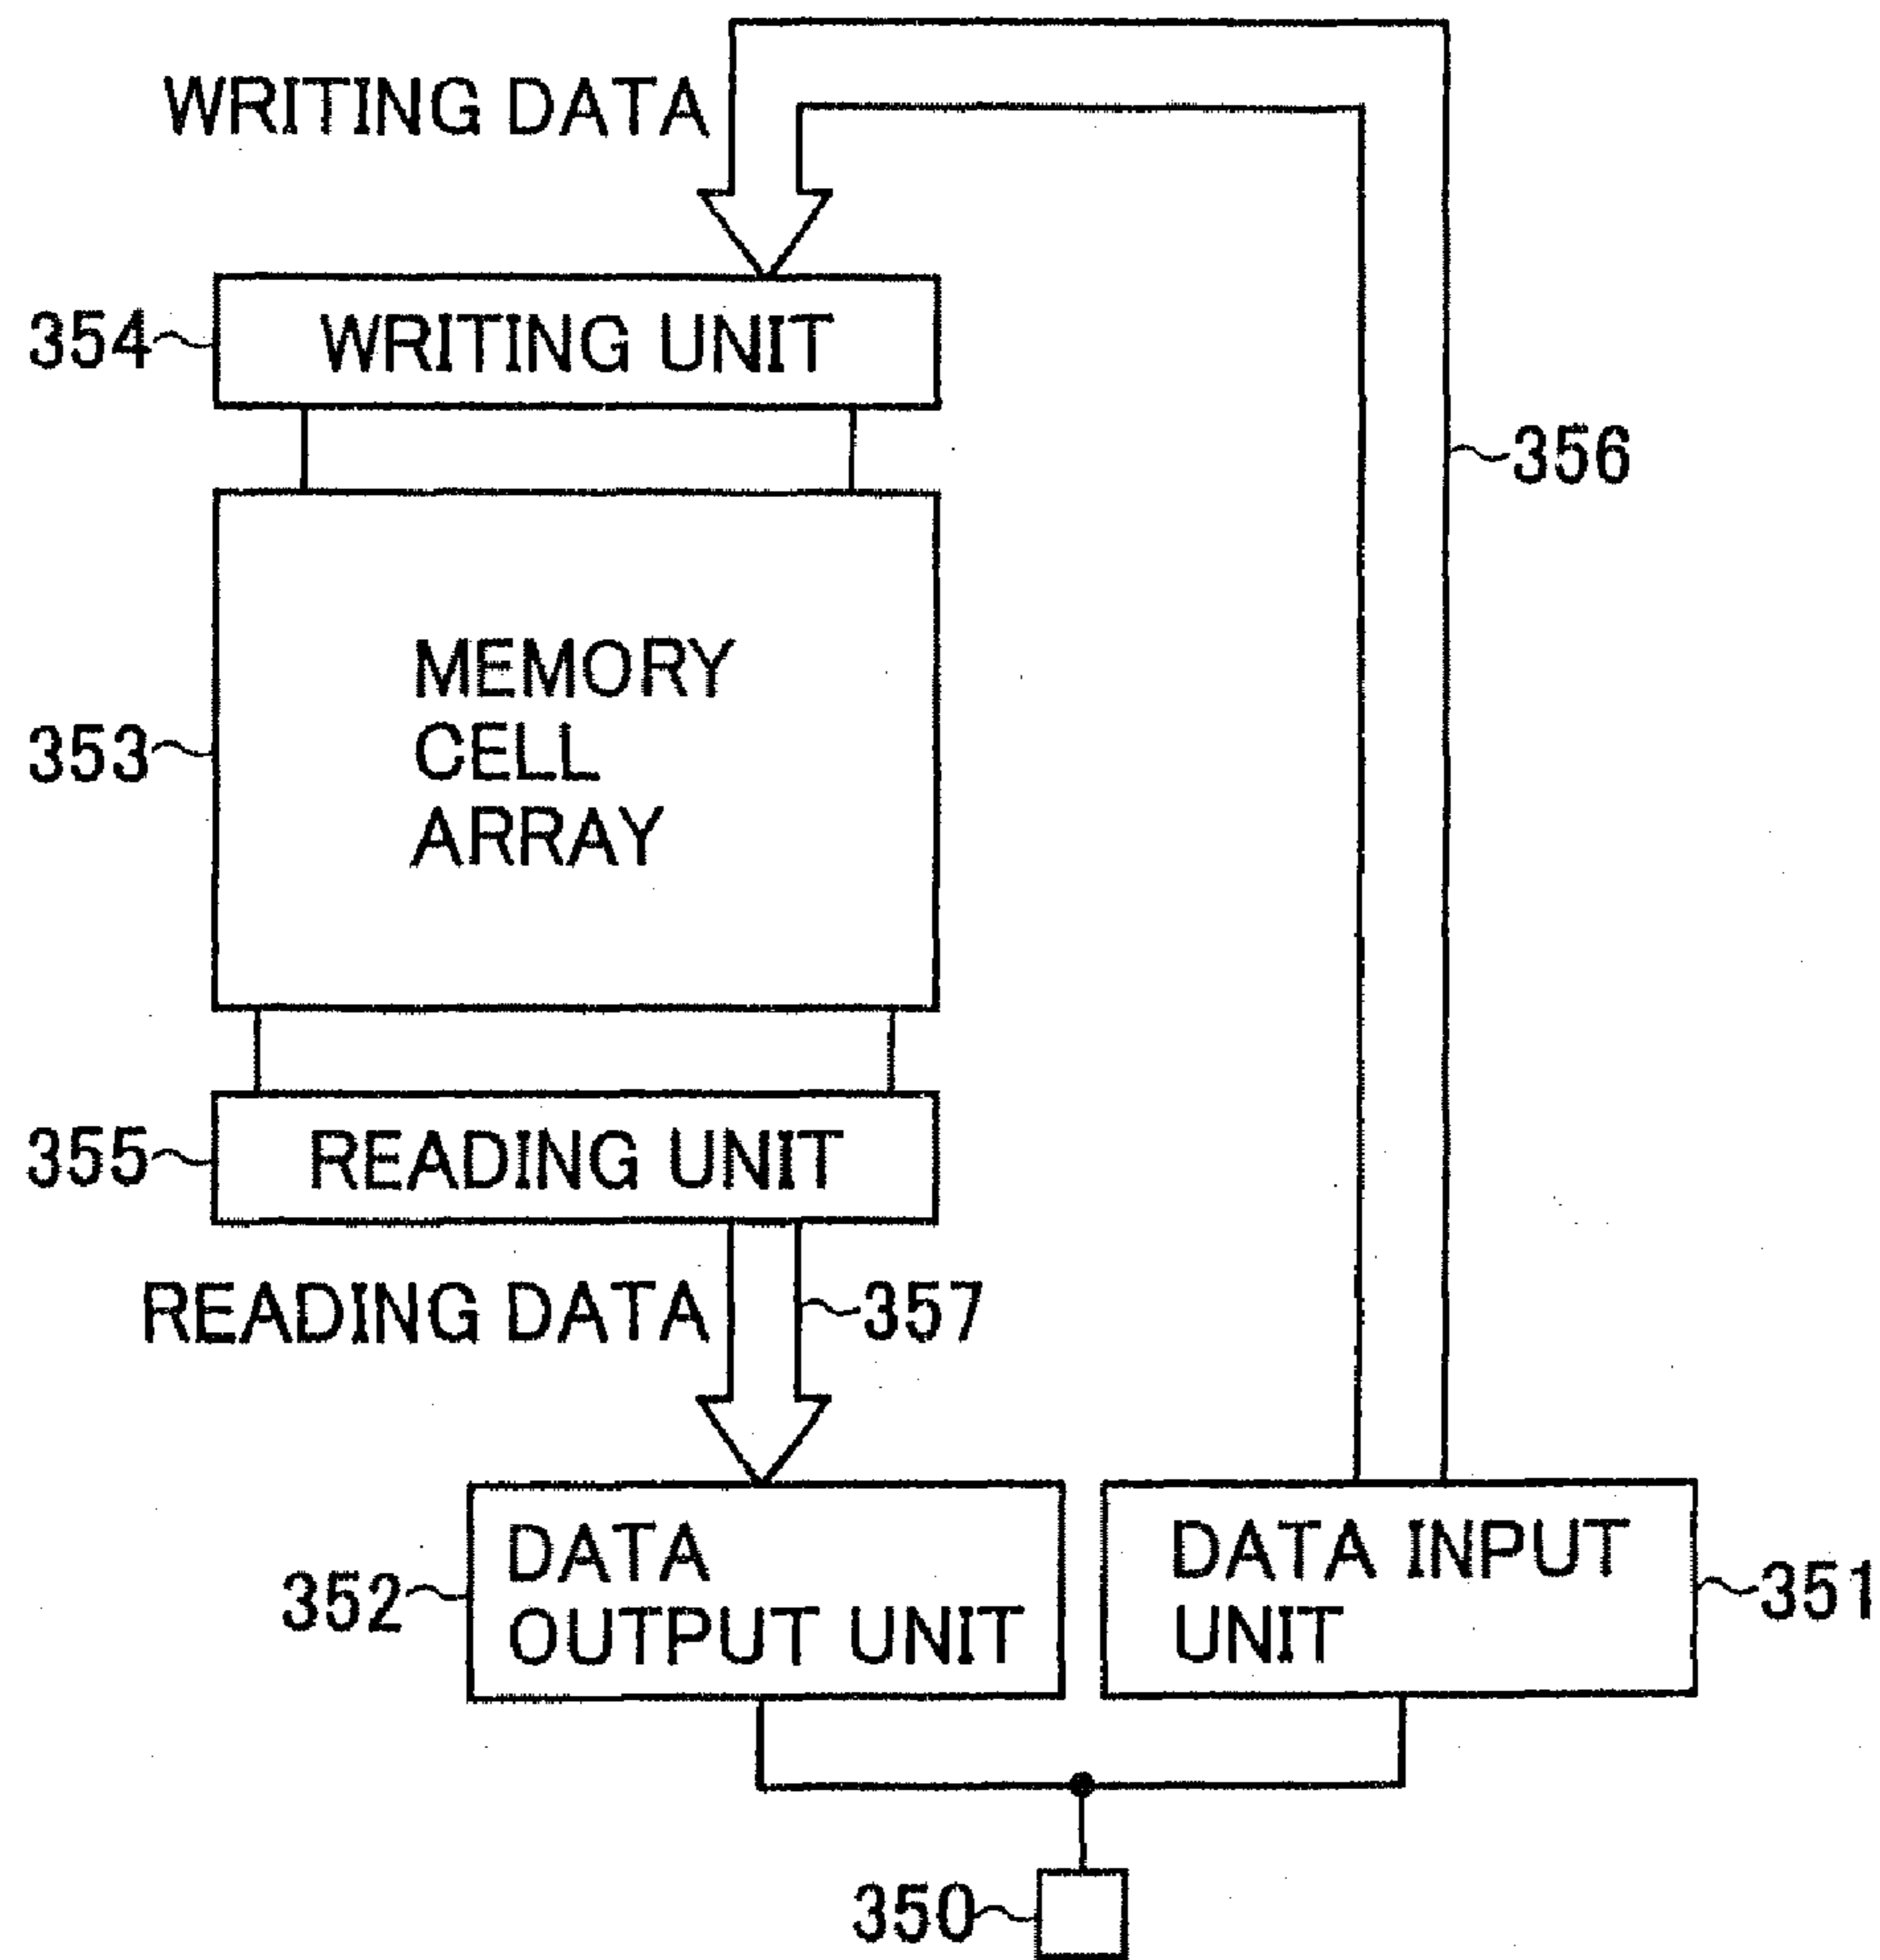 WRITING DATA
354
WRITING UNIT
356
353
MEMORY
CELL
ARRAY
355
READING UNIT
READING DATA
357
352
DATA
OUTPUT UNIT
DATA INPUT
UNIT
351
350